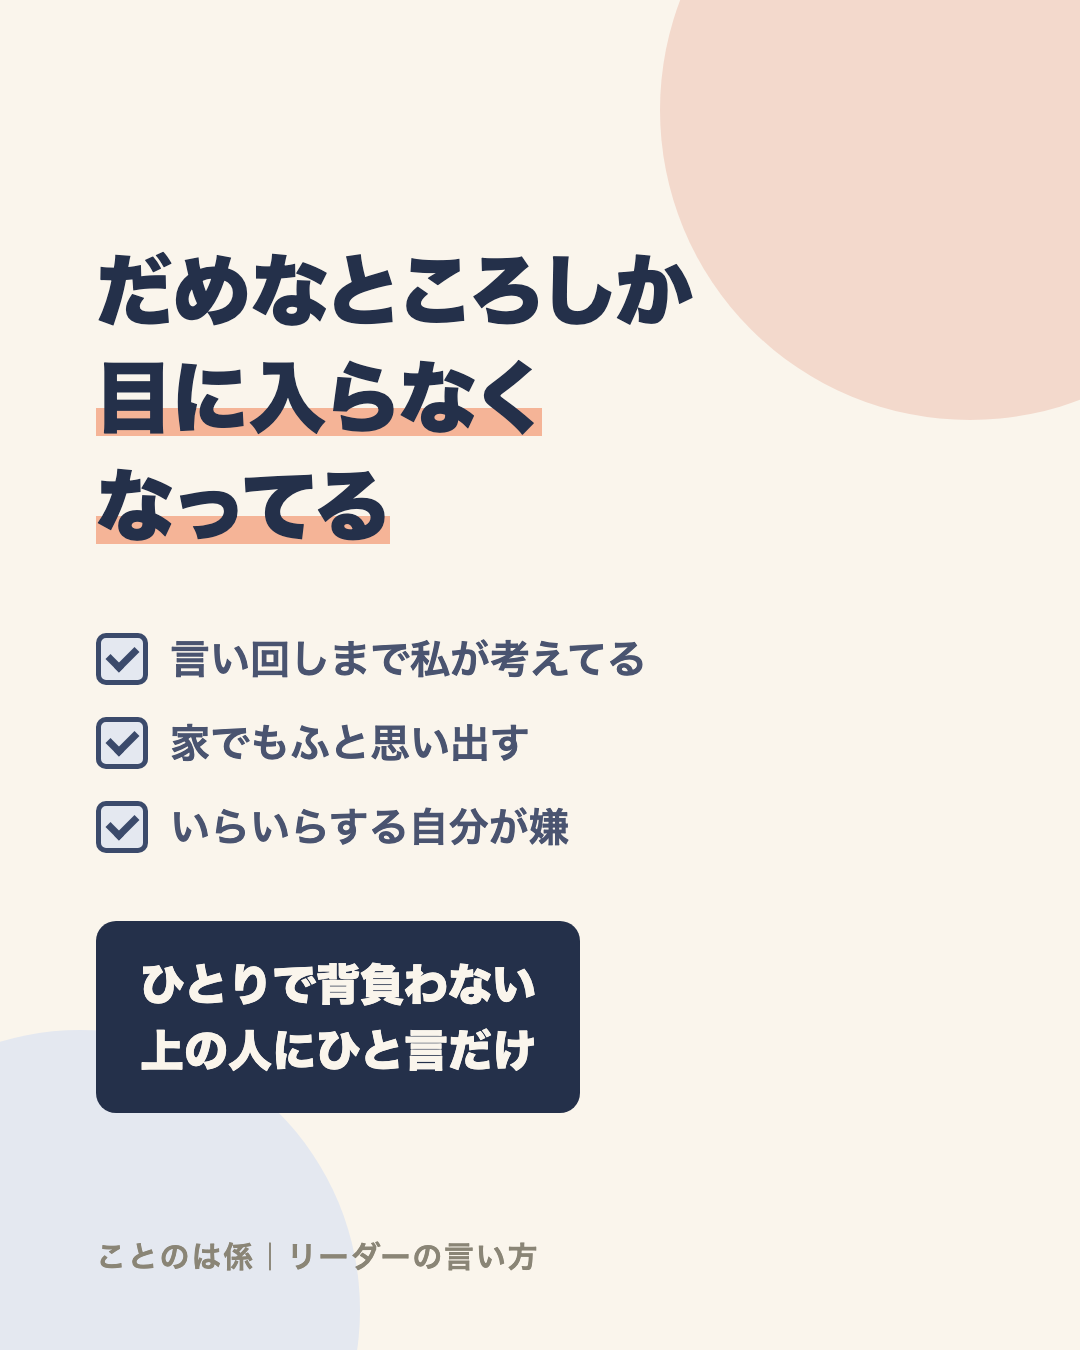 だめなところしか
目に入らなく
なってる
言い回しまで私が考えてる
家でもふと思い出す
いらいらする自分が嫌
ひとりで背負わない
上の人にひと言だけ
ことのは係｜リーダーの言い方